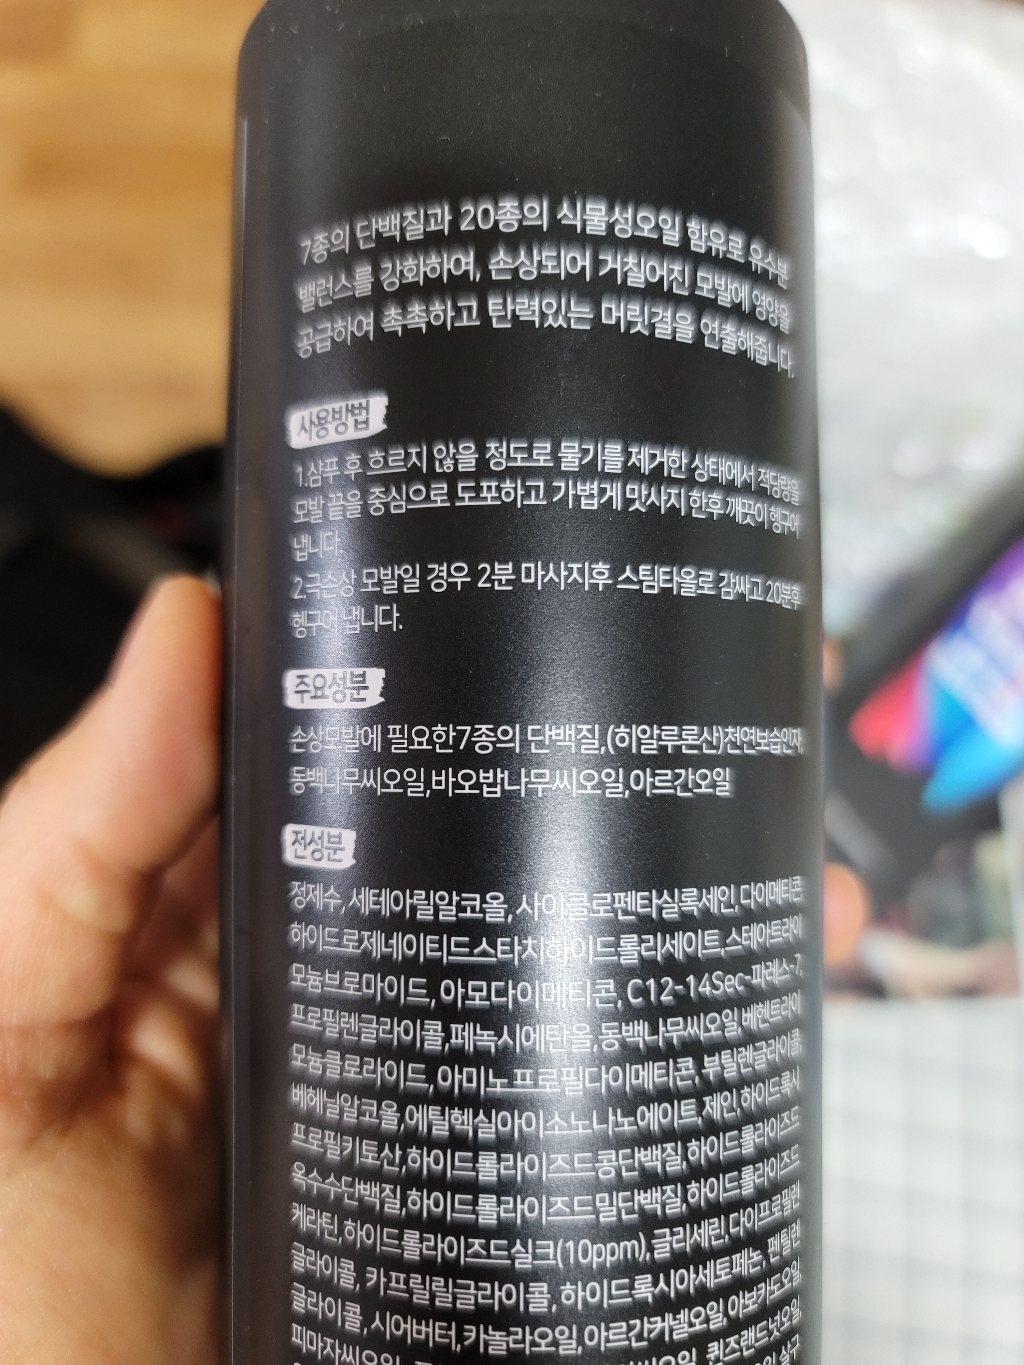 7종의 단백질과 20종의 식물성오일 함유로 유수분
밸런스를 강화하여, 손상되어 거칠어진 모발에 영양을
공급하여 촉촉하고 탄력있는 머릿결을 연출해줍니다.
사용방법
1.샴푸 후 흐르지 않을 정도로 물기를 제거한 상태에서 적당량을
모발 끝을 중심으로 도포하고 가볍게 맛사지 한후 깨끗이 헹구어
냅니다
2.극손상 모발일 경우 2분 마사지후 스팀타올로 감싸고 20분후
헹구어 냅니다.
주요성분
손상모발에 필요한7종의 단백질,(히알루론산)천연보습인자,
동백나무씨오일,바오밥나무씨오일,아르간오일
전성분
정제수, 세테아릴알코올, 사이클로펜타실록세인, 다이메티콘
하이드로제네이티드스타치하이드롤리세이트,스테아트라이
모늄브로마이드, 아모다이메티콘, C12-14Sec-파레스-7,
프로필렌글라이콜,페녹시에탄올,동백나무씨오일,베헨트라이
모늄클로라이드, 아미노프로필다이메티콘, 부틸렌글라이콜,
베헤닐알코올,에틸헥실아이소노나노에이트, 제인, 하이드록시
프로필키토산,하이드롤라이즈드콩단백질, 하이드롤라이즈드
옥수수단백질,하이드롤라이즈드밀단백질,하이드롤라이즈드
케라틴, 하이드롤라이즈드실크(10ppm), 글리세린, 다이프로필렌
글라이콜, 카프릴릴글라이콜, 하이드록시아세토페논, 펜틸렌
글라이콜, 시어버터,카놀라오일,아르간커넬오일, 아보카도오일,
피마자씨오일, 퀸즈랜드넛오일,